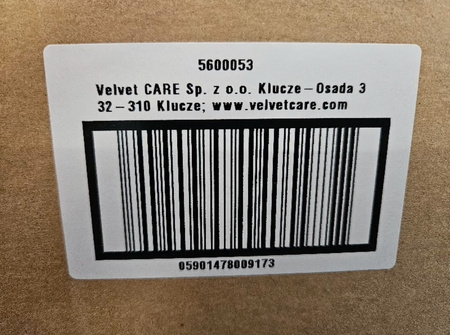 5600053
Velvet CARE Sp. z o.o. Klucze-Osada 3
32-310 Klucze; www.velvetcare.com
05901478009173